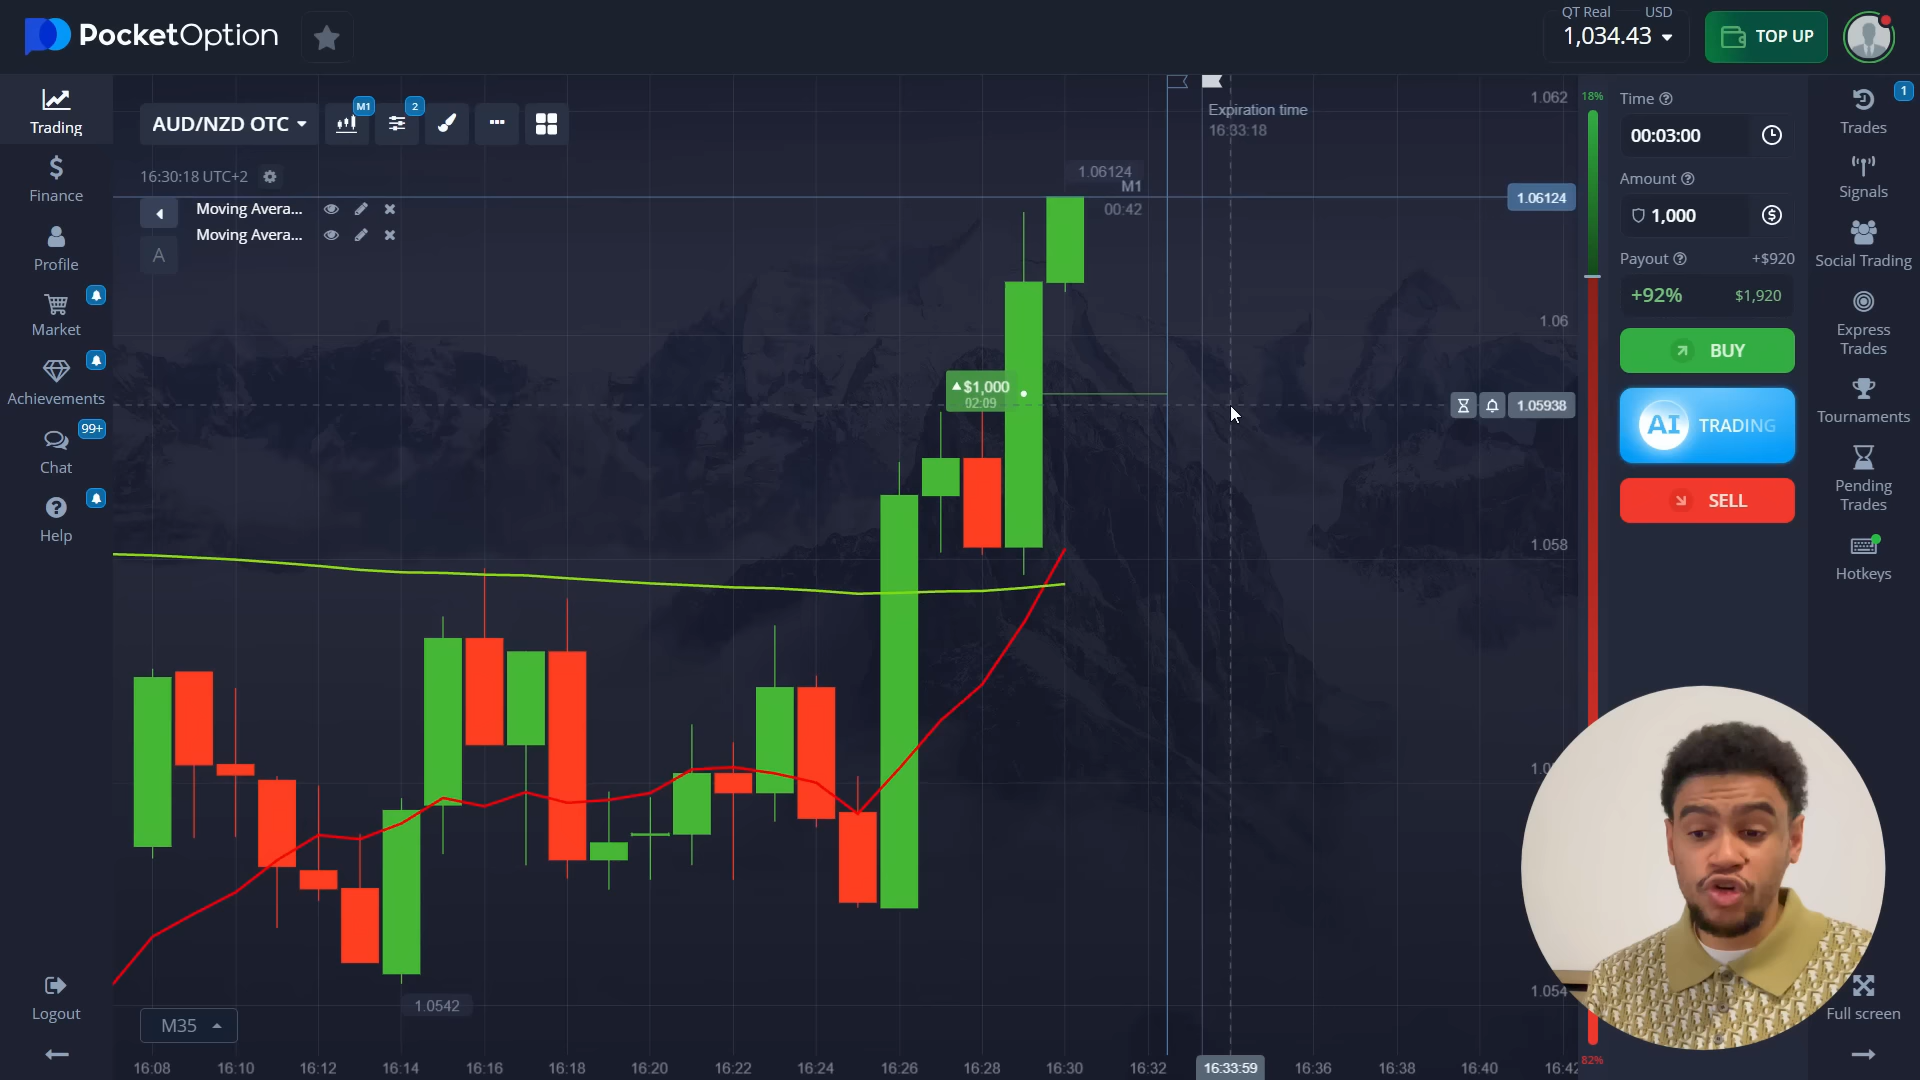 PocketOption
QT Real USD
1,034.43
TOP UP
Trading
Finance
Profile
Market
Achievements
99+
Chat
Help
Logout
AUD/NZD OTC
M1
2
16:30:18 UTC+2
Moving Avera...
Moving Avera...
A
Expiration time
16:33:18
1.06124
M1
00:42
$1,000
02:09
1.0542
M35
1.062
1.06124
1.06
1.05938
1.058
1.0
1.054
16:08 16:10 16:12 16:14 16:16 16:18 16:20 16:22 16:24 16:26 16:28 16:30 16:32 16:33:59 16:36 16:38 16:40 16:42
18%
82%
Time
00:03:00
Amount
1,000
Payout +$920
+92% $1,920
BUY
AI TRADING
SELL
1
Trades
Signals
Social Trading
Express
Trades
Tournaments
Pending
Trades
Hotkeys
Full screen